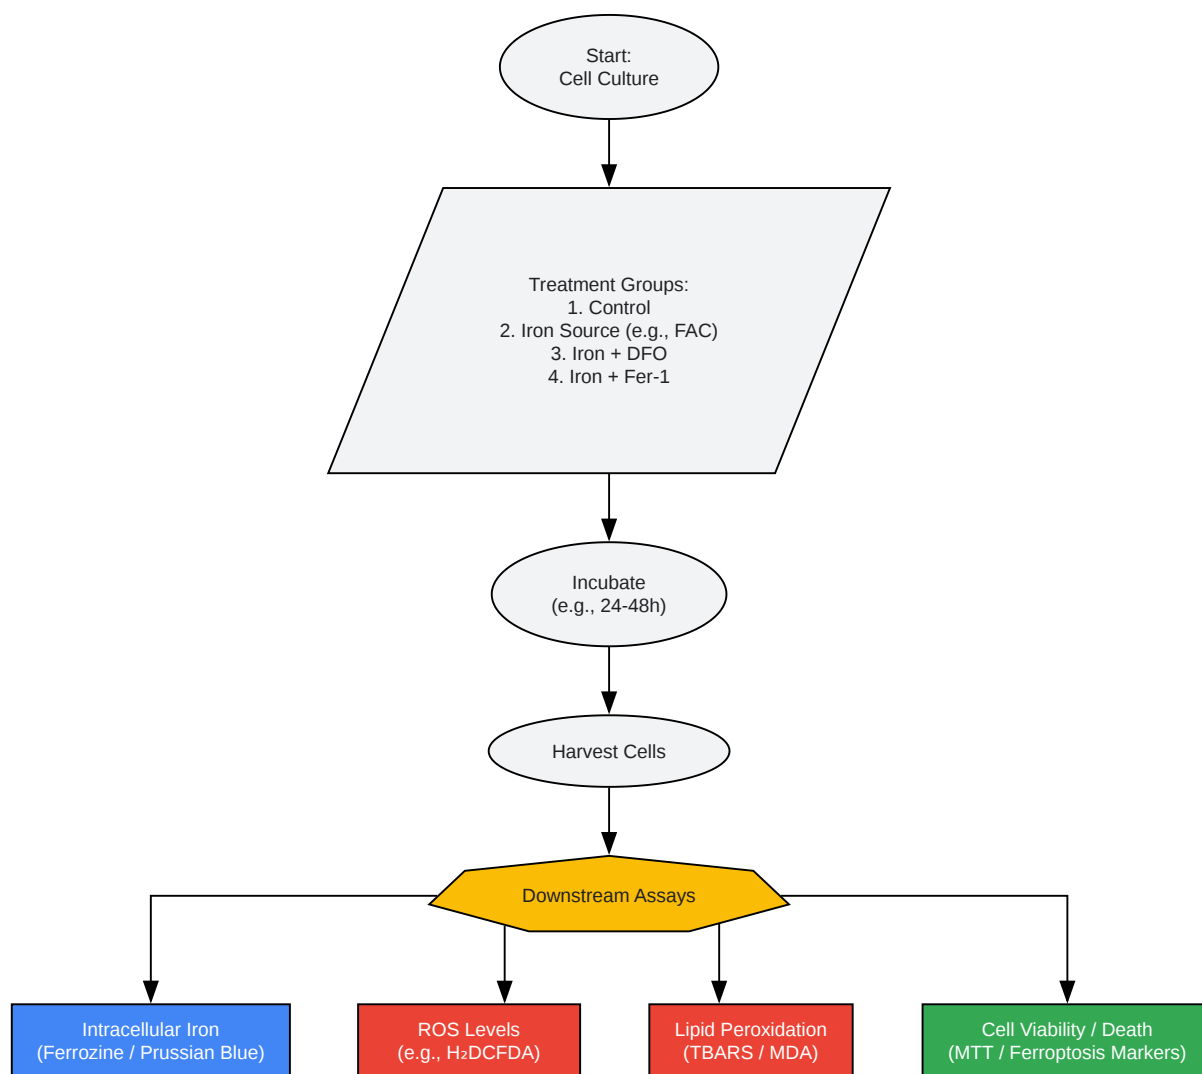 Start:
Cell Culture
Treatment Groups:
1. Control
2. Iron Source (e.g., FAC)
3. Iron + DFO
4. Iron + Fer-1
Incubate
(e.g., 24-48h)
Harvest Cells
Downstream Assays
Intracellular Iron
(Ferrozine / Prussian Blue)
ROS Levels
(e.g., H₂DCFDA)
Lipid Peroxidation
(TBARS / MDA)
Cell Viability / Death
(MTT / Ferroptosis Markers)